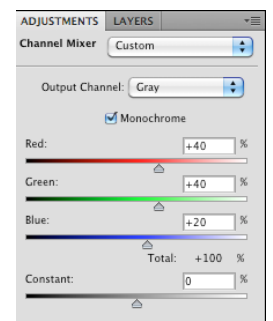 ADJUSTMENTS LAYERS
Channel Mixer Custom
Output Channel: Gray
Monochrome
Red: +40 %
Green: +40 %
Blue: +20 %
Total: +100 %
Constant: 0 %